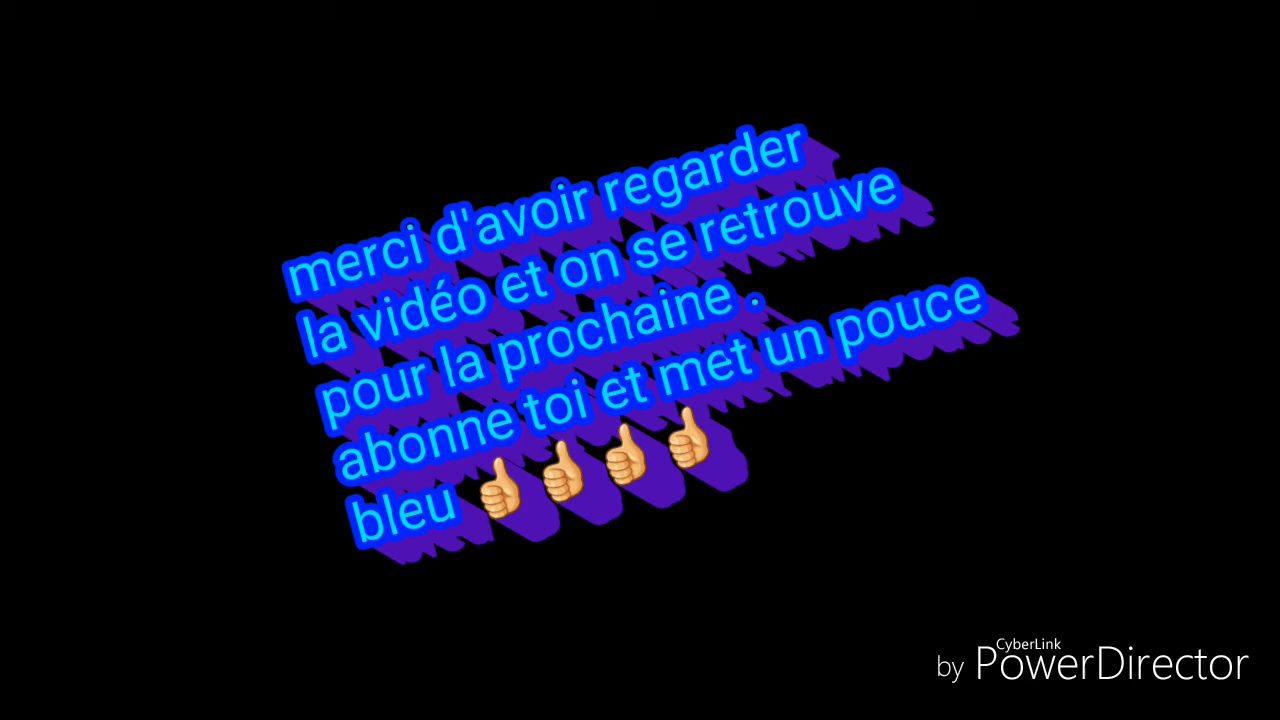 merci d'avoir regarder
la vidéo et on se retrouve
pour la prochaine .
abonne toi et met un pouce
bleu 👍🏼 👍🏼 👍🏼 👍🏼
CyberLink
by PowerDirector